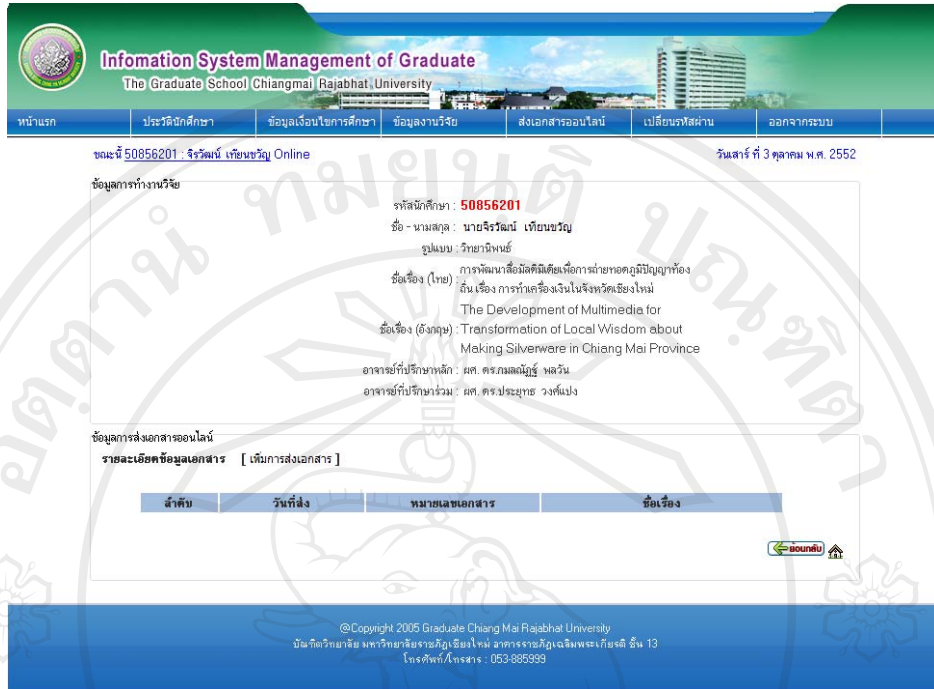 Infomation System Management of Graduate
The Graduate School Chiangmai Rajabhat University
หน้าแรก ประวัตินักศึกษา ข้อมูลเงื่อนไขการศึกษา ข้อมูลงานวิจัย ส่งเอกสารออนไลน์ เปลี่ยนรหัสผ่าน ออกจากระบบ
ขณะนี้ 50856201 : จิรวัฒน์ เทียนขวัญ Online วันเสาร์ ที่ 3 ตุลาคม พ.ศ. 2552
ข้อมูลการทำงานวิจัย
รหัสนักศึกษา : 50856201
ชื่อ - นามสกุล : นายจิรวัฒน์ เทียนขวัญ
รูปแบบ : วิทยานิพนธ์
ชื่อเรื่อง (ไทย) : การพัฒนาสื่อมัลติมีเดียเพื่อการถ่ายทอดภูมิปัญญาท้อง
ถิ่น เรื่อง การทำเครื่องเงินในจังหวัดเชียงใหม่
The Development of Multimedia for
ชื่อเรื่อง (อังกฤษ) : Transformation of Local Wisdom about
Making Silverware in Chiang Mai Province
อาจารย์ที่ปรึกษาหลัก : ผศ. ดร.กมลณัฏฐ์ พลวัน
อาจารย์ที่ปรึกษาร่วม : ผศ. ดร.ประยุทธ วงศ์แปง
ข้อมูลการส่งเอกสารออนไลน์
รายละเอียดข้อมูลเอกสาร [ เพิ่มการส่งเอกสาร ]
ลำดับ วันที่ส่ง หมายเลขเอกสาร ชื่อเรื่อง
ย้อนกลับ
@Copyright 2005 Graduate Chiang Mai Rajabhat University
บัณฑิตวิทยาลัย มหาวิทยาลัยราชภัฏเชียงใหม่ อาคารราชภัฏเฉลิมพระเกียรติ ชั้น 13
โทรศัพท์/โทรสาร : 053-885999